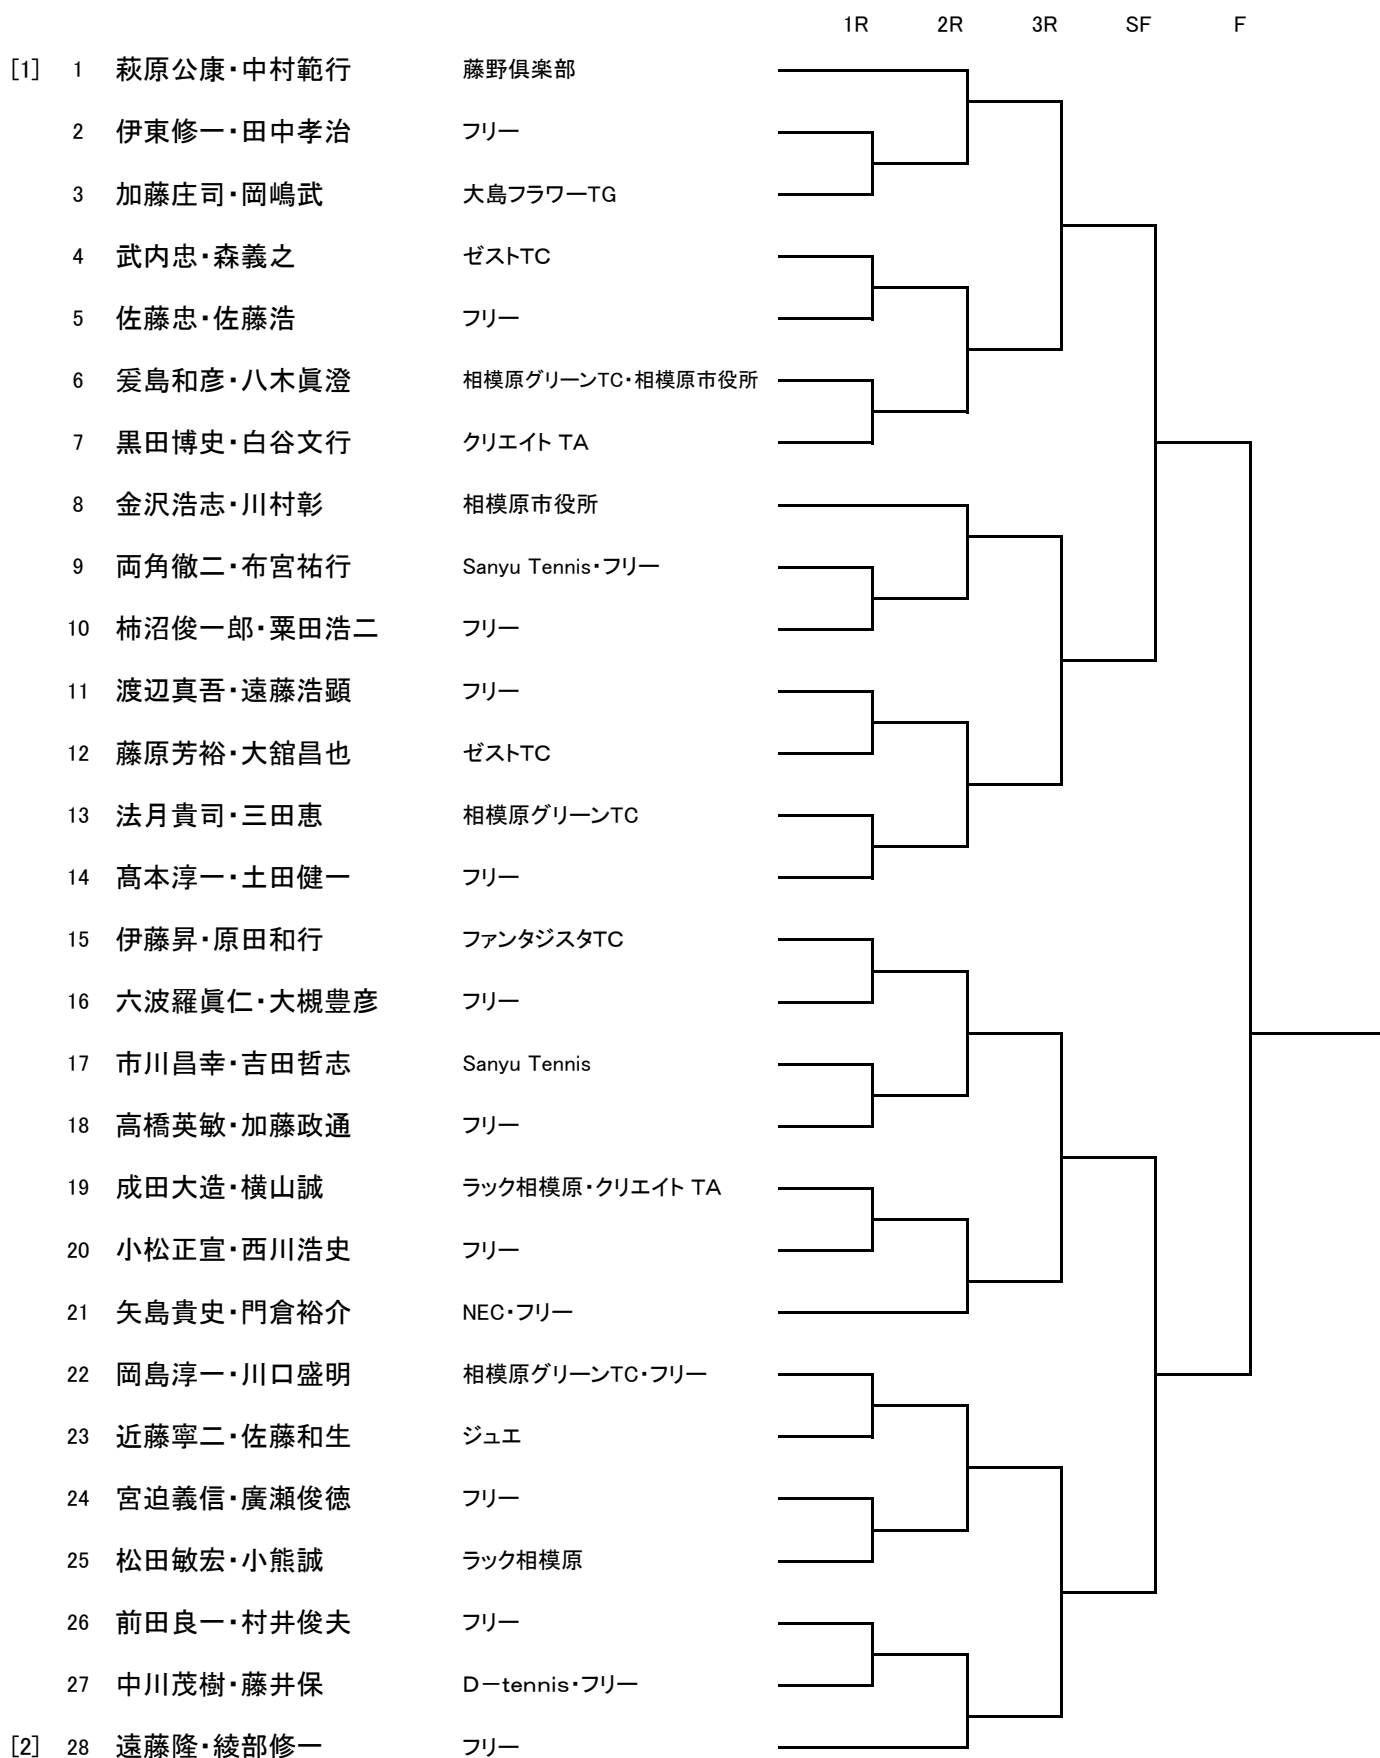 1R 2R 3R SF F
[1] 1 萩原公康・中村範行 藤野倶楽部
2 伊東修一・田中孝治 フリー
3 加藤庄司・岡嶋武 大島フラワーTG
4 武内忠・森義之 ゼストTC
5 佐藤忠・佐藤浩 フリー
6 爰島和彦・八木眞澄 相模原グリーンTC・相模原市役所
7 黒田博史・白谷文行 クリエイト TA
8 金沢浩志・川村彰 相模原市役所
9 両角徹二・布宮祐行 Sanyu Tennis・フリー
10 柿沼俊一郎・粟田浩二 フリー
11 渡辺真吾・遠藤浩顕 フリー
12 藤原芳裕・大舘昌也 ゼストTC
13 法月貴司・三田恵 相模原グリーンTC
14 髙本淳一・土田健一 フリー
15 伊藤昇・原田和行 ファンタジスタTC
16 六波羅眞仁・大槻豊彦 フリー
17 市川昌幸・吉田哲志 Sanyu Tennis
18 高橋英敏・加藤政通 フリー
19 成田大造・横山誠 ラック相模原・クリエイト TA
20 小松正宣・西川浩史 フリー
21 矢島貴史・門倉裕介 NEC・フリー
22 岡島淳一・川口盛明 相模原グリーンTC・フリー
23 近藤寧二・佐藤和生 ジュエ
24 宮迫義信・廣瀬俊徳 フリー
25 松田敏宏・小熊誠 ラック相模原
26 前田良一・村井俊夫 フリー
27 中川茂樹・藤井保 D－tennis・フリー
[2] 28 遠藤隆・綾部修一 フリー